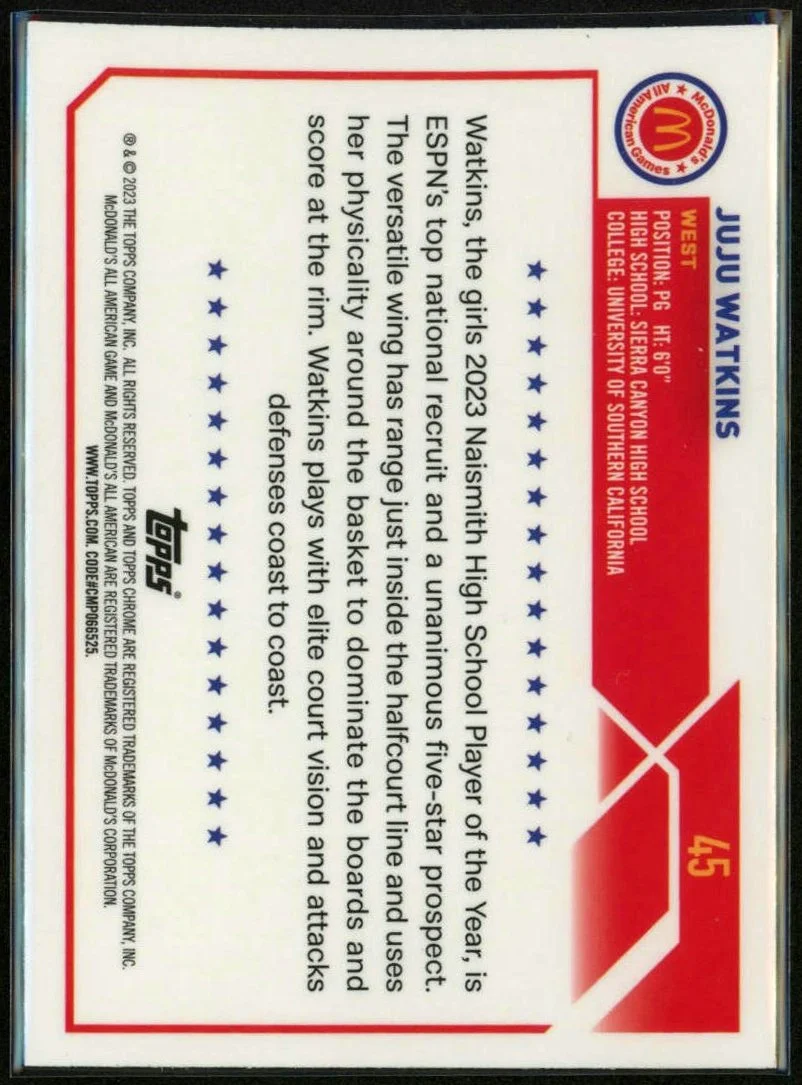 McDonald's
All American Games
JUJU WATKINS
45
WEST
POSITION: PG HT: 6'0"
HIGH SCHOOL: SIERRA CANYON HIGH SCHOOL
COLLEGE: UNIVERSITY OF SOUTHERN CALIFORNIA
Watkins, the girls 2023 Naismith High School Player of the Year, is
ESPN's top national recruit and a unanimous five-star prospect.
The versatile wing has range just inside the halfcourt line and uses
her physicality around the basket to dominate the boards and
score at the rim. Watkins plays with elite court vision and attacks
defenses coast to coast.
topps®
® & © 2023 THE TOPPS COMPANY, INC. ALL RIGHTS RESERVED. TOPPS AND TOPPS CHROME ARE REGISTERED TRADEMARKS OF THE TOPPS COMPANY, INC.
McDONALD'S ALL AMERICAN GAME AND McDONALD'S ALL AMERICAN ARE REGISTERED TRADEMARKS OF McDONALD'S CORPORATION.
WWW.TOPPS.COM. CODE#CMP066525.